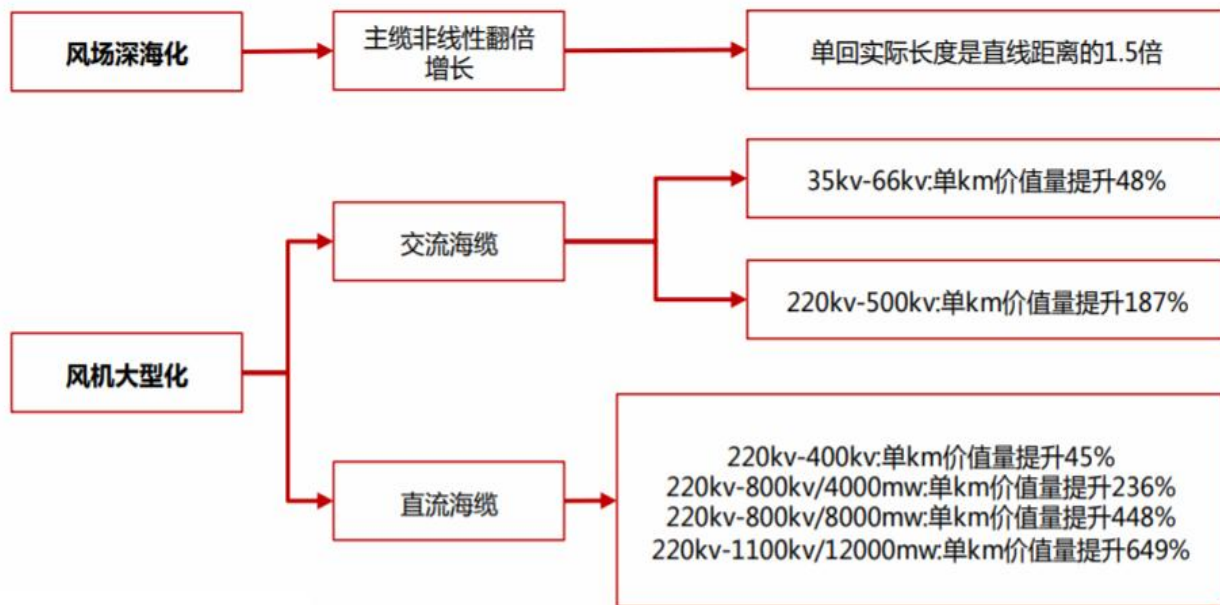 风场深海化
主缆非线性翻倍
增长
单回实际长度是直线距离的1.5倍
35kv-66kv:单km价值量提升48%
交流海缆
220kv-500kv:单km价值量提升187%
风机大型化
直流海缆
220kv-400kv:单km价值量提升45%
220kv-800kv/4000mw:单km价值量提升236%
220kv-800kv/8000mw:单km价值量提升448%
220kv-1100kv/12000mw:单km价值量提升649%